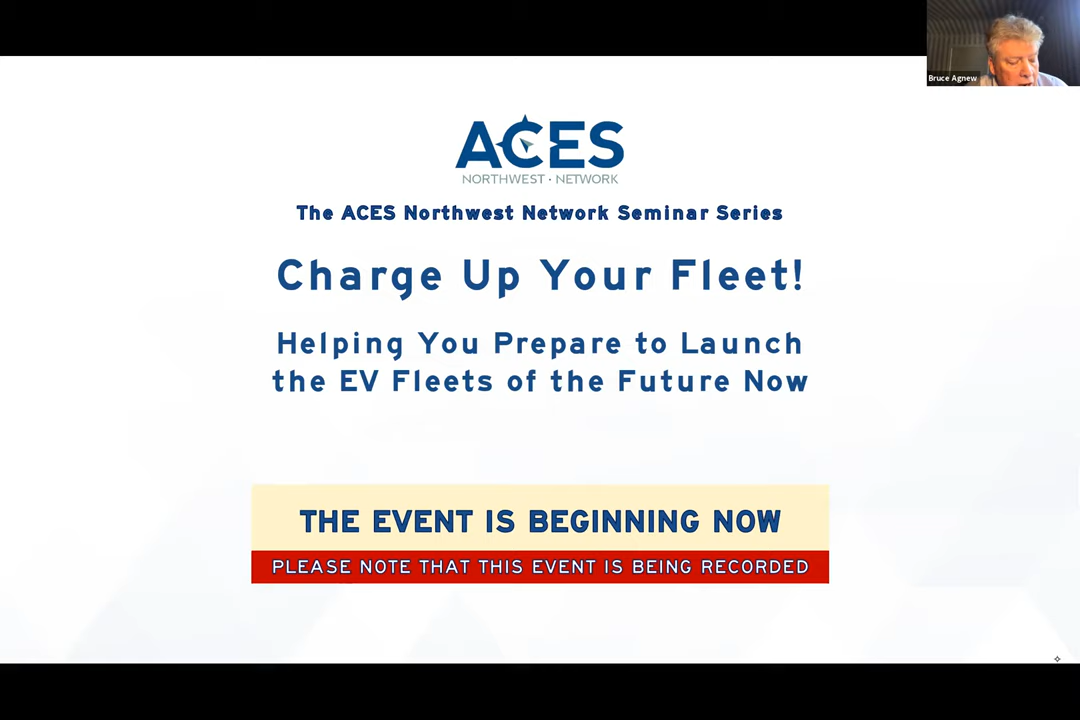 Bruce Agnew
ACES
NORTHWEST · NETWORK
The ACES Northwest Network Seminar Series
Charge Up Your Fleet!
Helping You Prepare to Launch
the EV Fleets of the Future Now
THE EVENT IS BEGINNING NOW
PLEASE NOTE THAT THIS EVENT IS BEING RECORDED